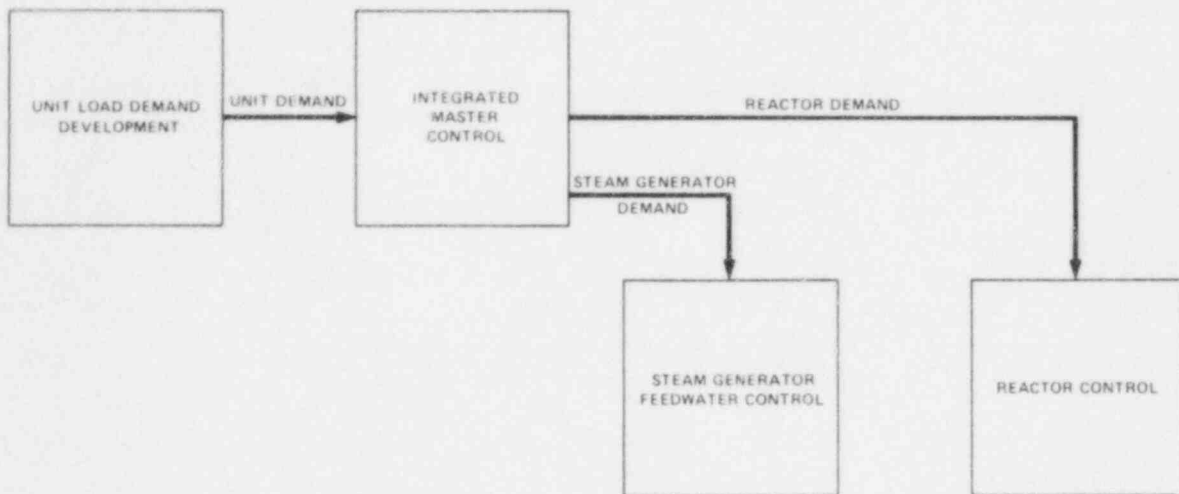 UNIT LOAD DEMAND
DEVELOPMENT
UNIT DEMAND
INTEGRATED
MASTER
CONTROL
REACTOR DEMAND
STEAM GENERATOR
DEMAND
STEAM GENERATOR
FEEDWATER CONTROL
REACTOR CONTROL